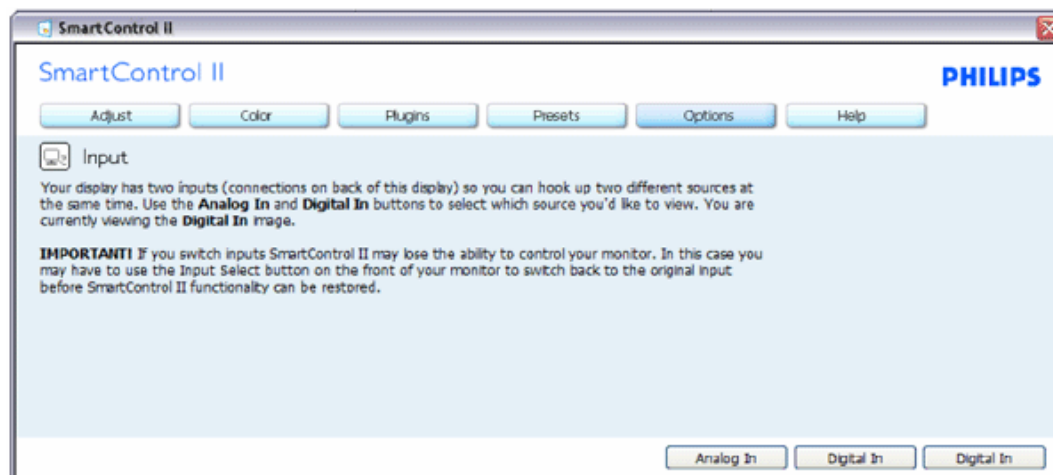 SmartControl II
SmartControl II
PHILIPS
Adjust Color Plugins Presets Options Help
Input
Your display has two inputs (connections on back of this display) so you can hook up two different sources at
the same time. Use the Analog In and Digital In buttons to select which source you'd like to view. You are
currently viewing the Digital In image.
IMPORTANT! If you switch inputs SmartControl II may lose the ability to control your monitor. In this case you
may have to use the Input Select button on the front of your monitor to switch back to the original input
before SmartControl II functionality can be restored.
Analog In Digital In Digital In